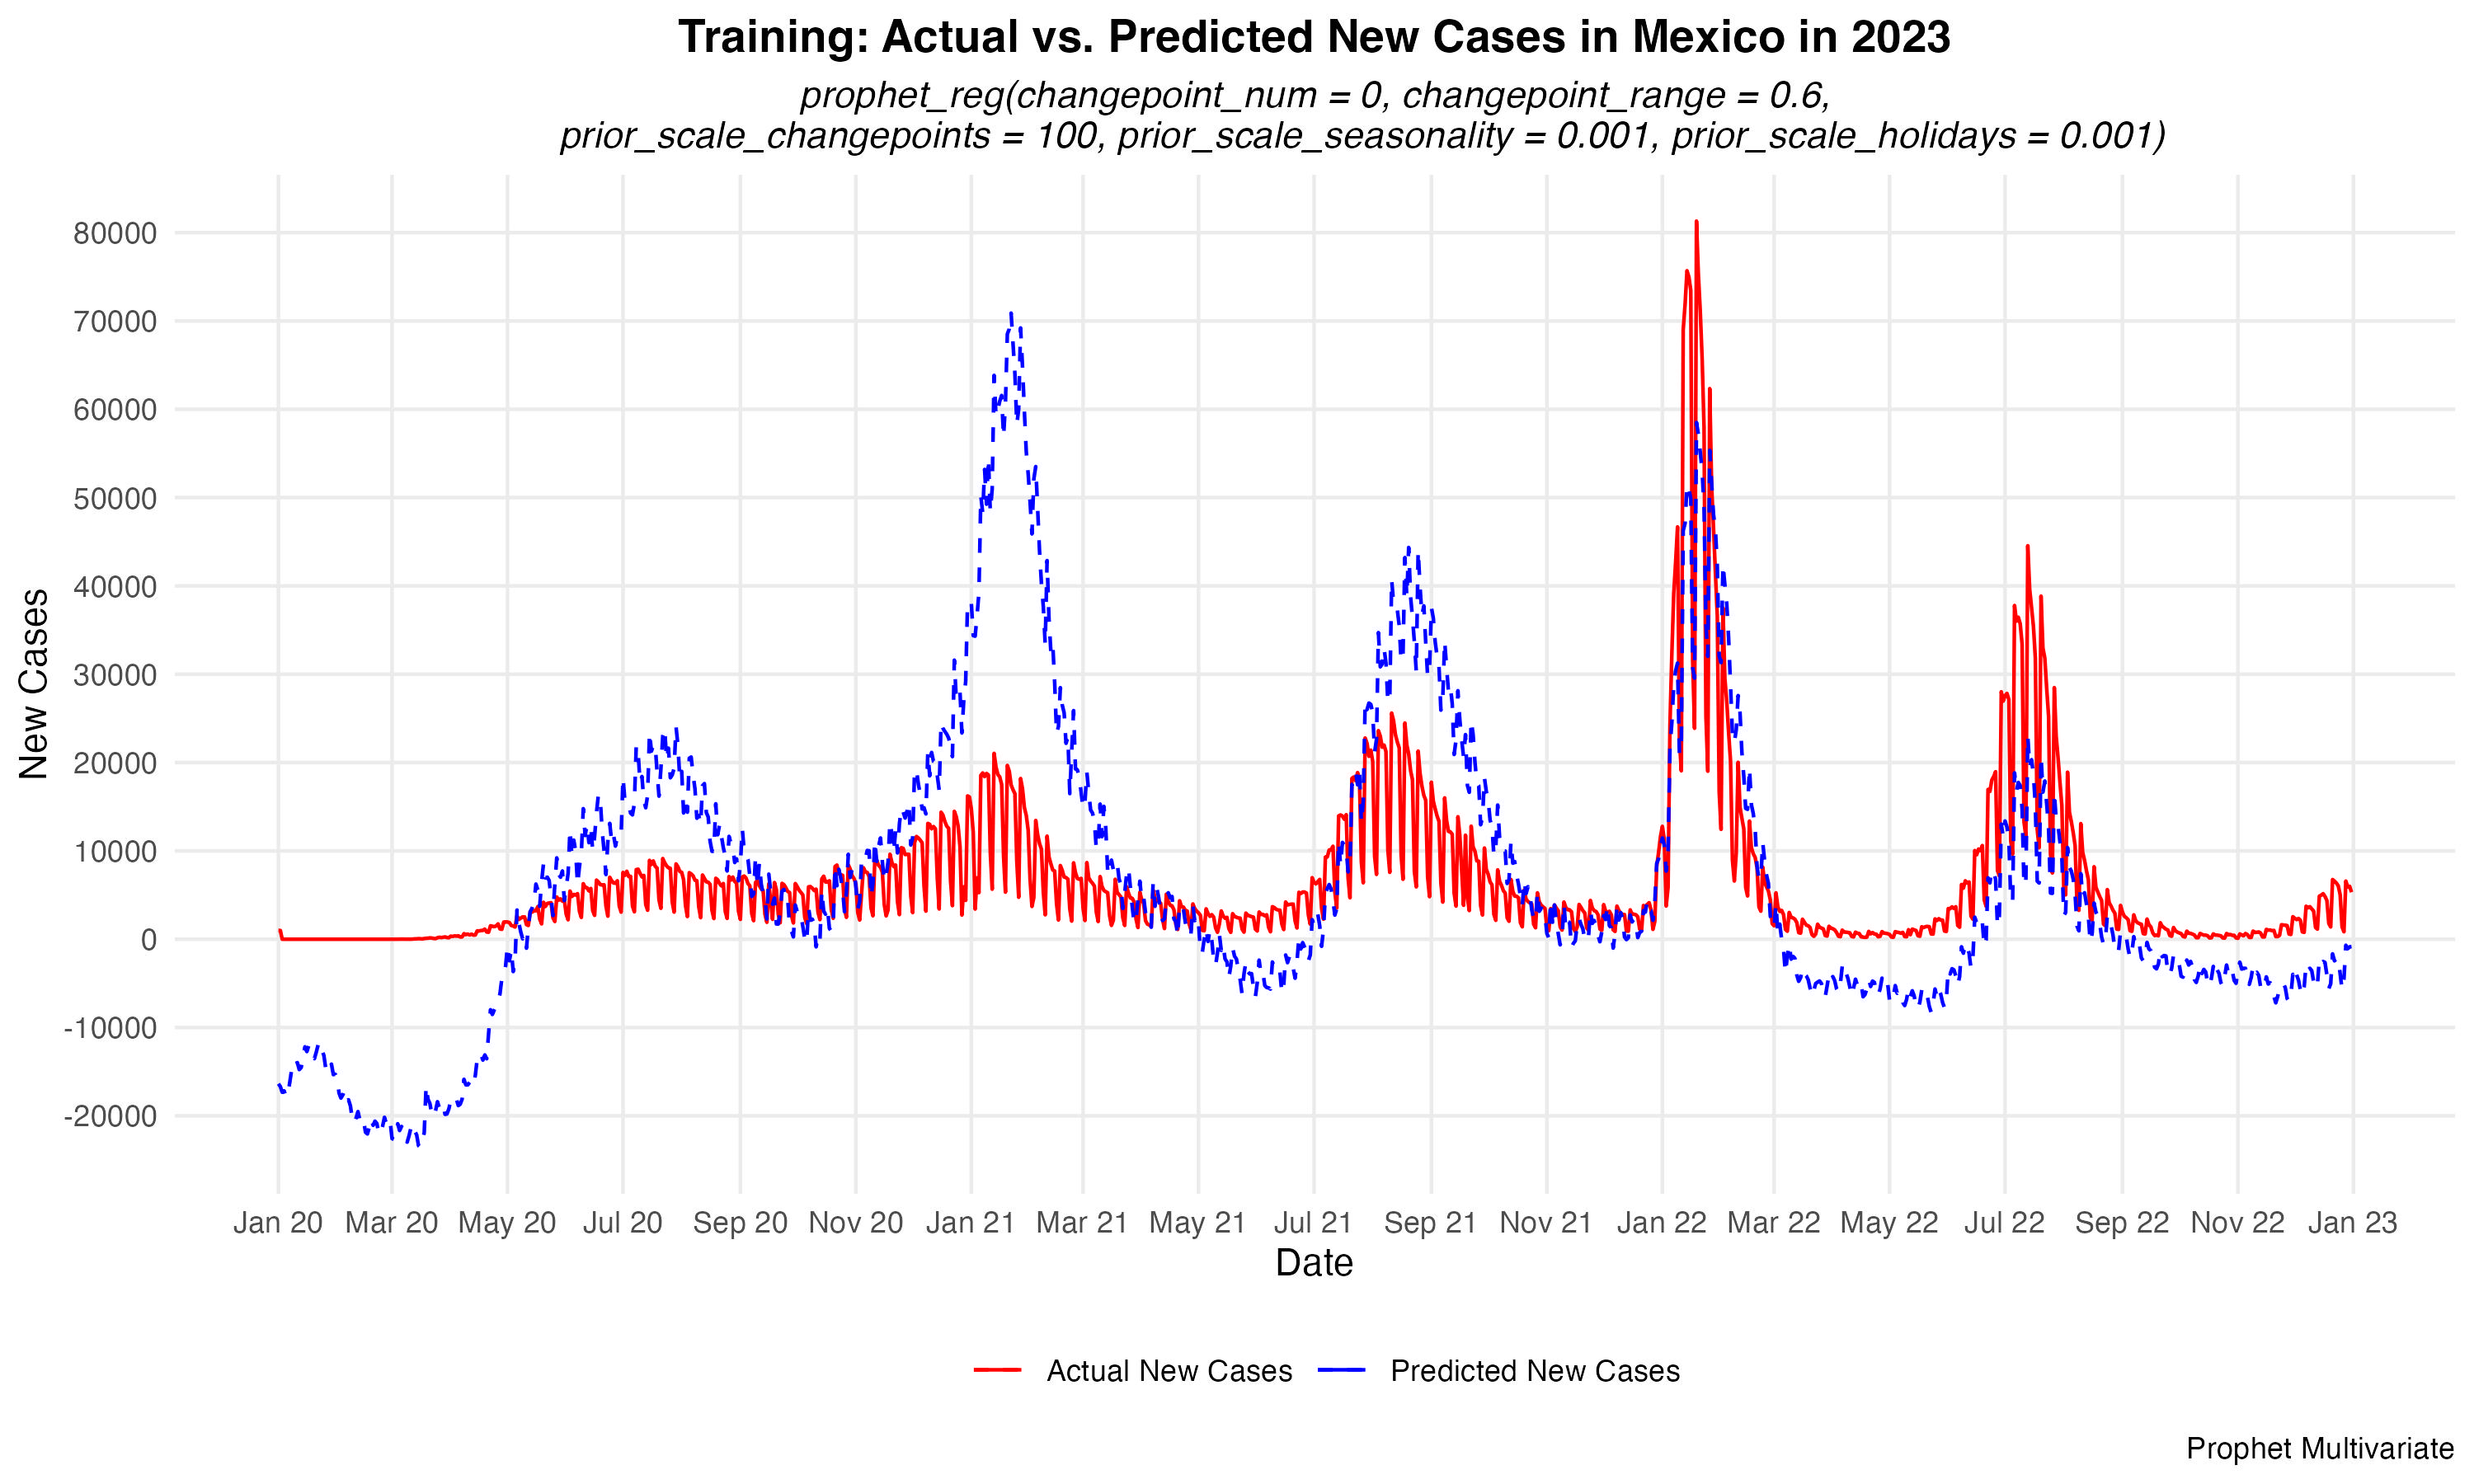 Training: Actual vs. Predicted New Cases in Mexico in 2023
prophet_reg(changepoint_num = 0, changepoint_range = 0.6,
prior_scale_changepoints = 100, prior_scale_seasonality = 0.001, prior_scale_holidays = 0.001)
New Cases
80000
70000
60000
50000
40000
30000
20000
10000
0
-10000
-20000
Jan 20 Mar 20 May 20 Jul 20 Sep 20 Nov 20 Jan 21 Mar 21 May 21 Jul 21 Sep 21 Nov 21 Jan 22 Mar 22 May 22 Jul 22 Sep 22 Nov 22 Jan 23
Date
Actual New Cases Predicted New Cases
Prophet Multivariate